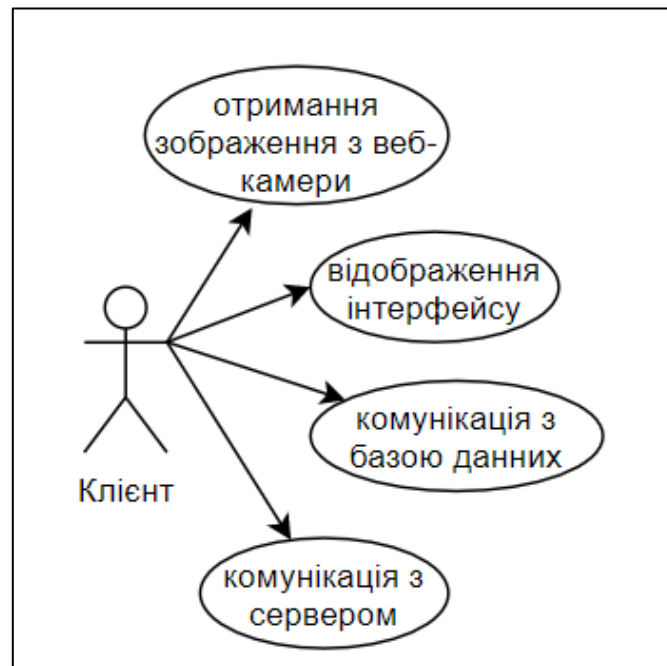 отримання
зображення з веб-
камери
відображення
інтерфейсу
комунікація з
базою данних
Клієнт
комунікація з
сервером